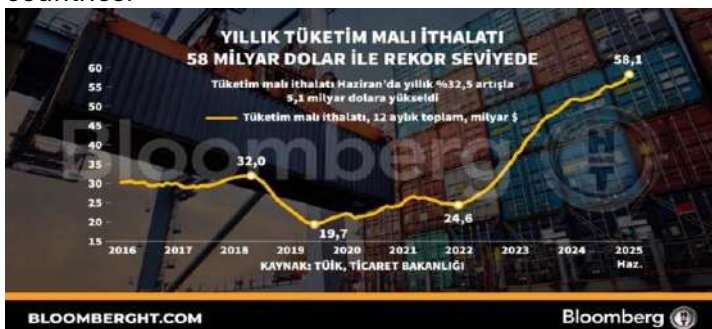 YILLIK TÜKETİM MALI İTHALATI
58 MİLYAR DOLAR İLE REKOR SEVİYEDE
Tüketim malı ithalatı Haziran'da yıllık %32,5 artışla
5,1 milyar dolara yükseldi
Tüketim malı ithalatı, 12 aylık toplam, milyar $
Bloomberg HT
60
55
50
45
40
35
30
25
20
15
32,0
19,7
24,6
58,1
2016 2017 2018 2019 2020 2021 2022 2023 2024 2025
Haz.
KAYNAK: TÜİK, TİCARET BAKANLIĞI
BLOOMBERGHT.COM
Bloomberg HT